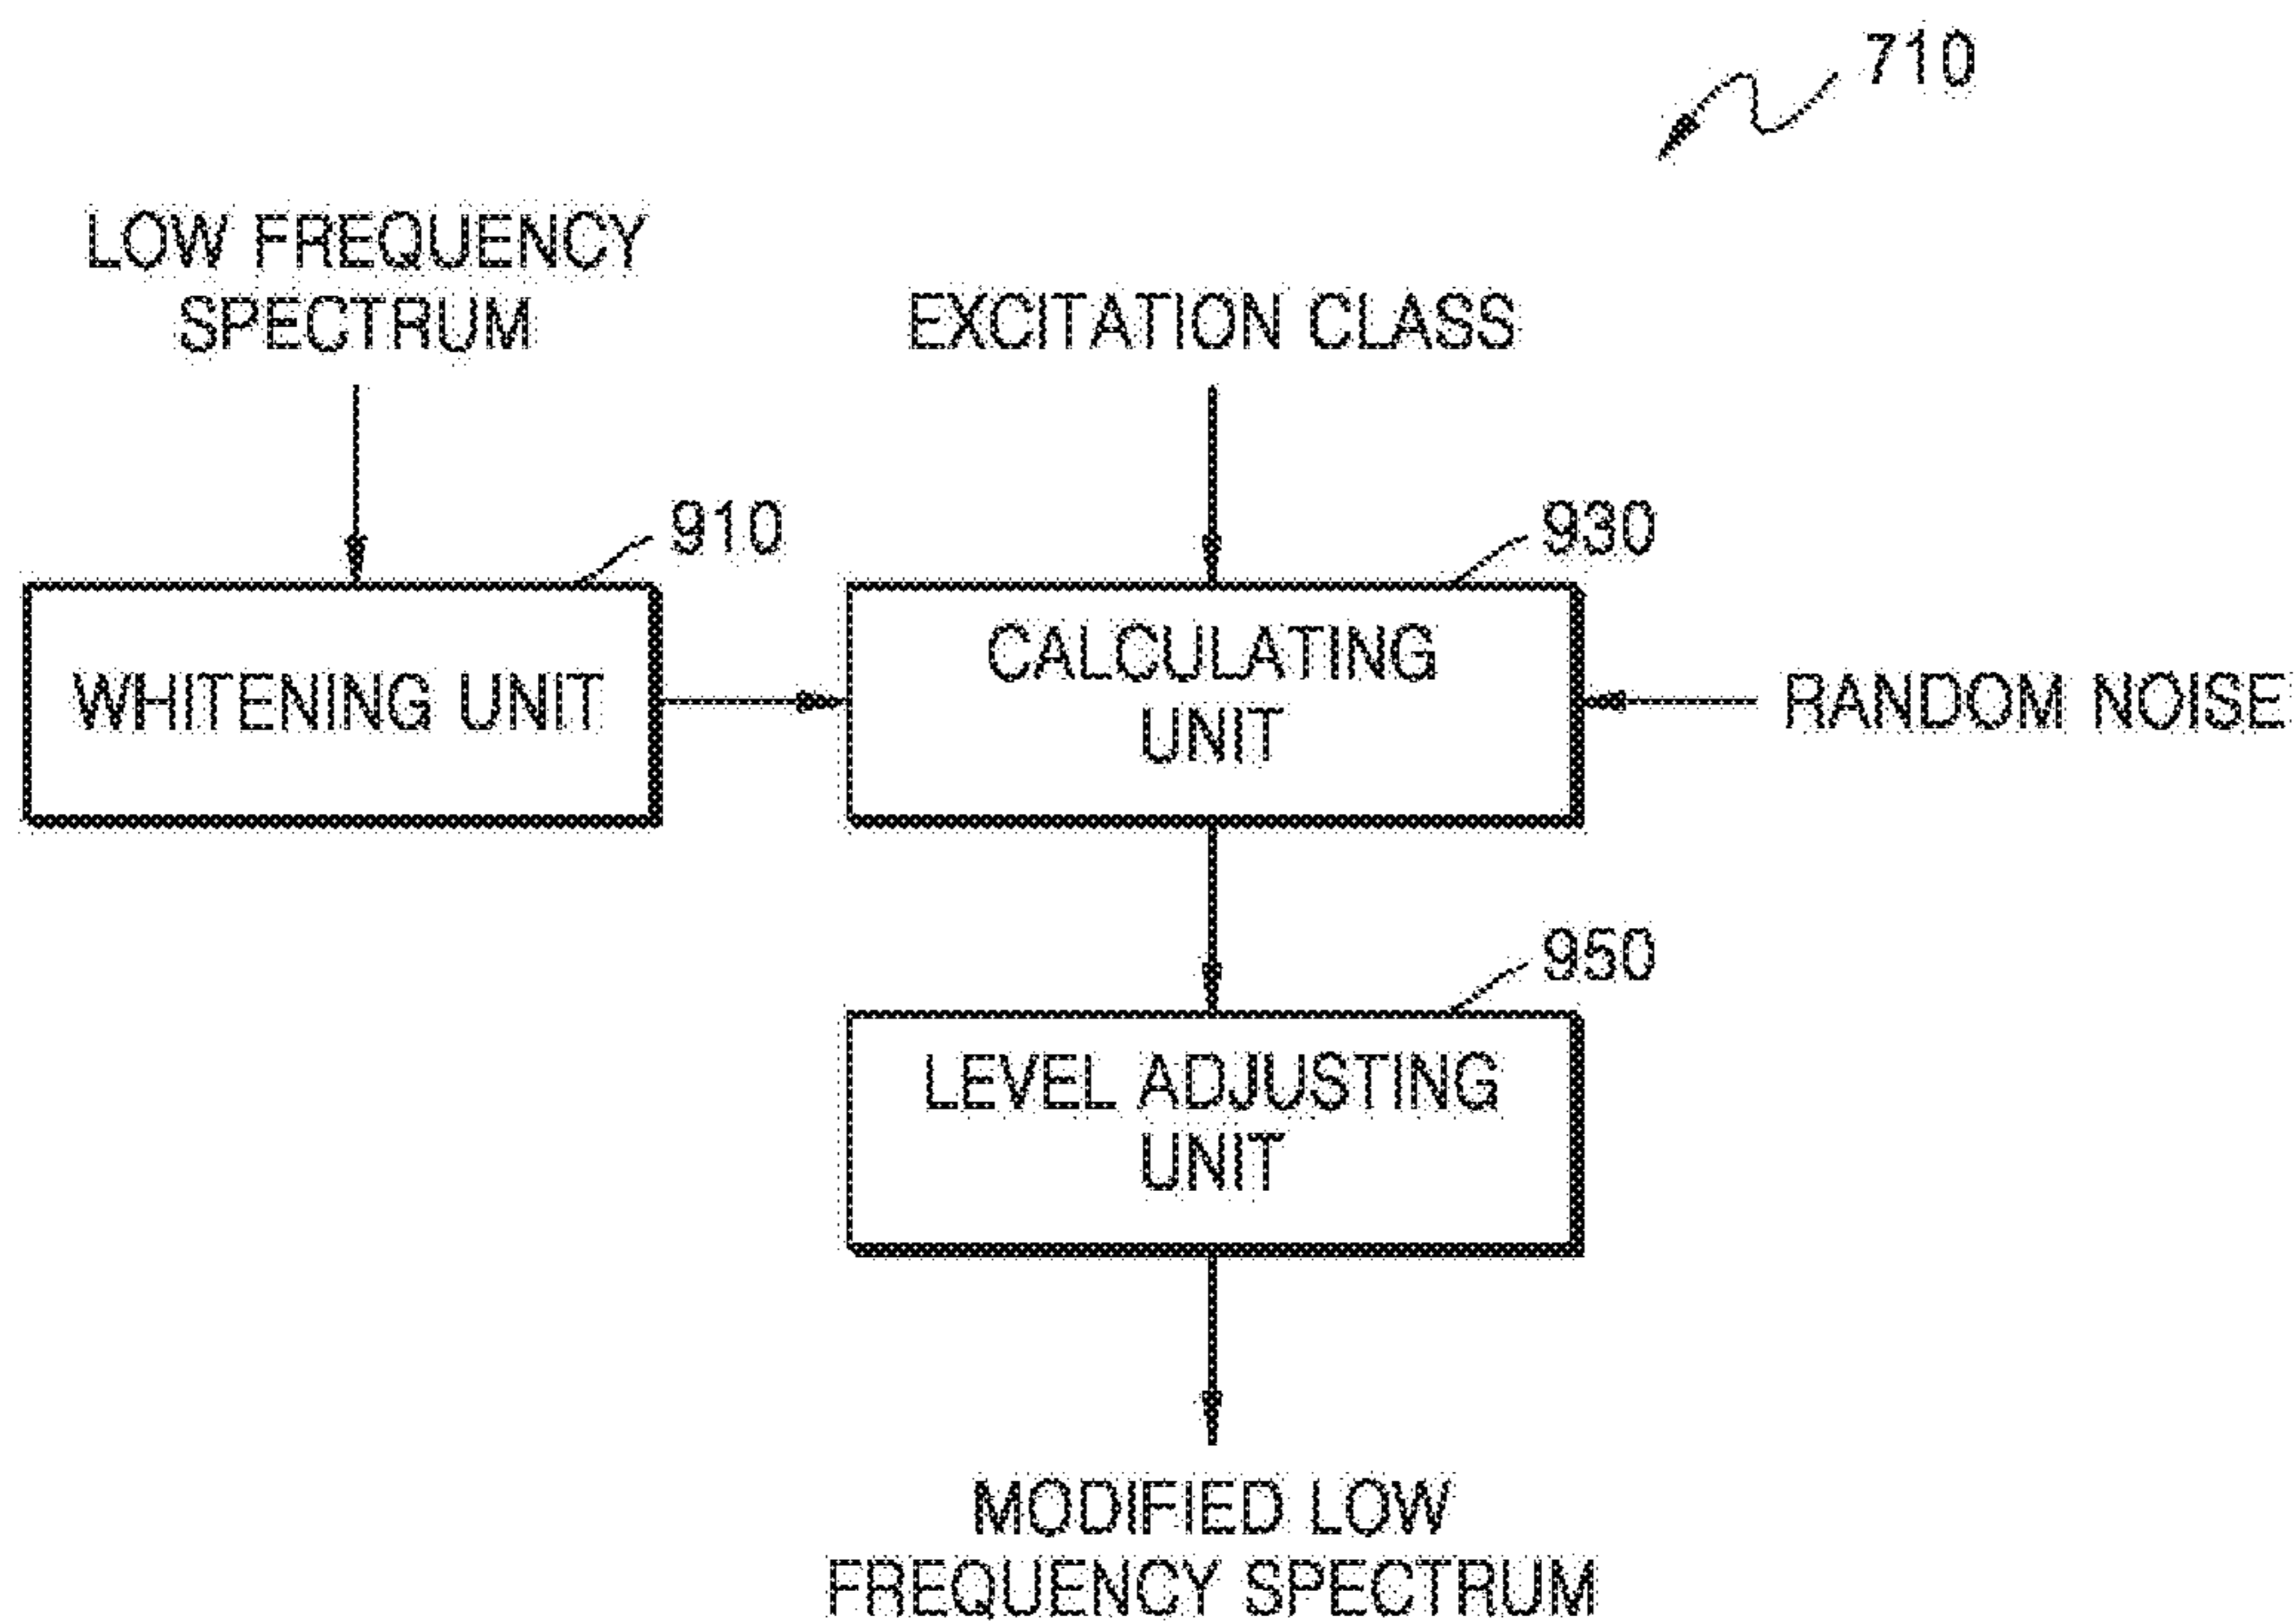 710
LOW FREQUENCY
SPECTRUM
EXCITATION CLASS
910
930
WHITENING UNIT
CALCULATING
UNIT
RANDOM NOISE
950
LEVEL ADJUSTING
UNIT
MODIFIED LOW
FREQUENCY SPECTRUM